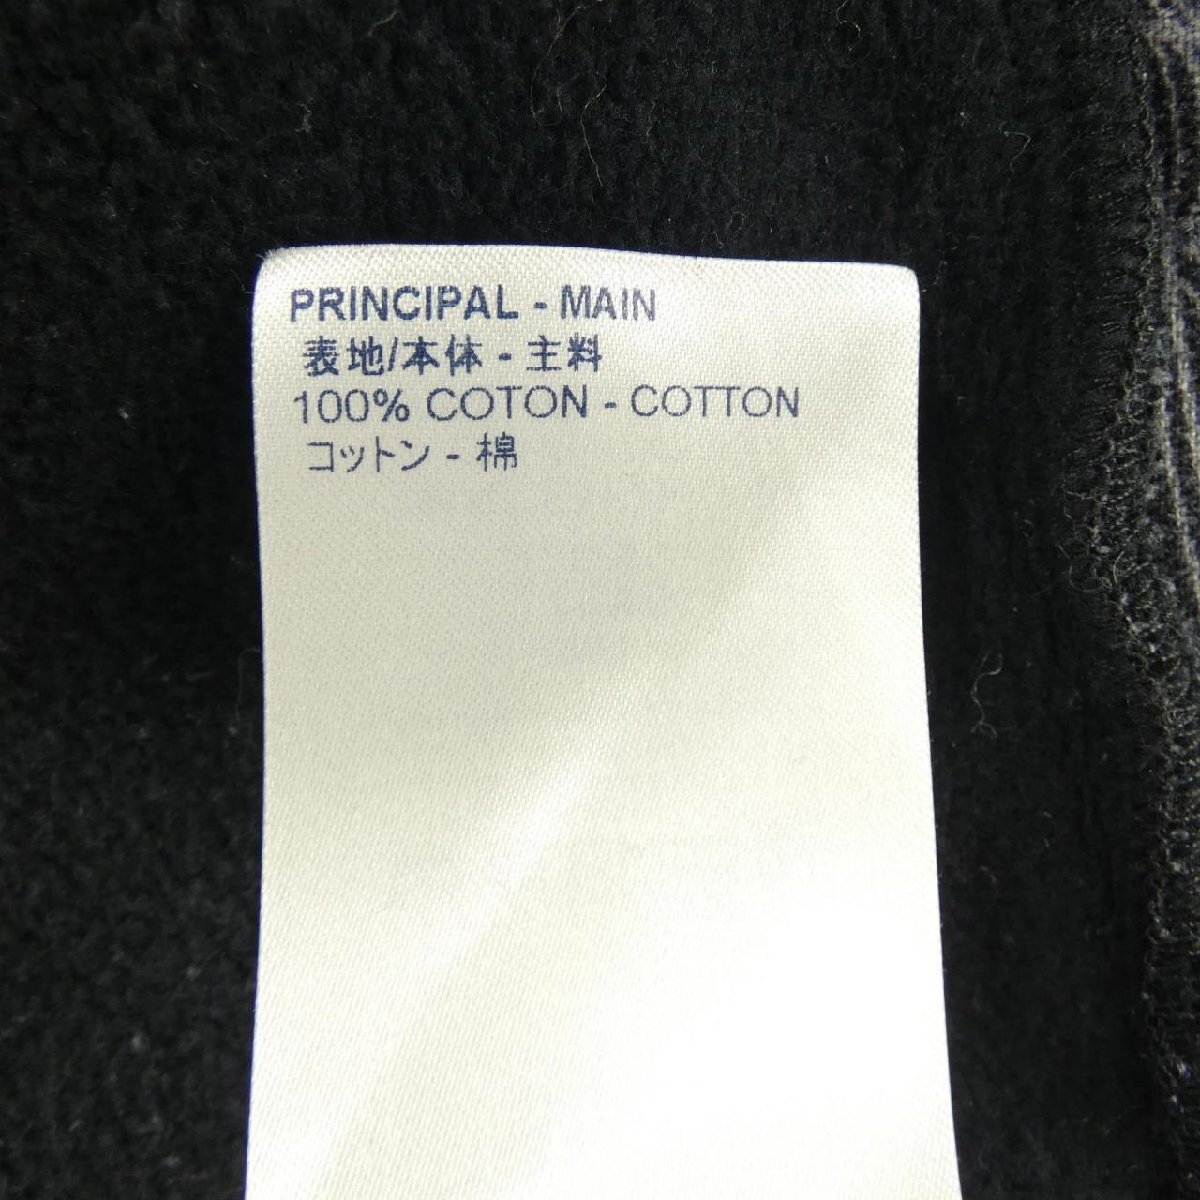 PRINCIPAL - MAIN
表地/本体 - 主料
100% COTON - COTTON
コットン - 棉